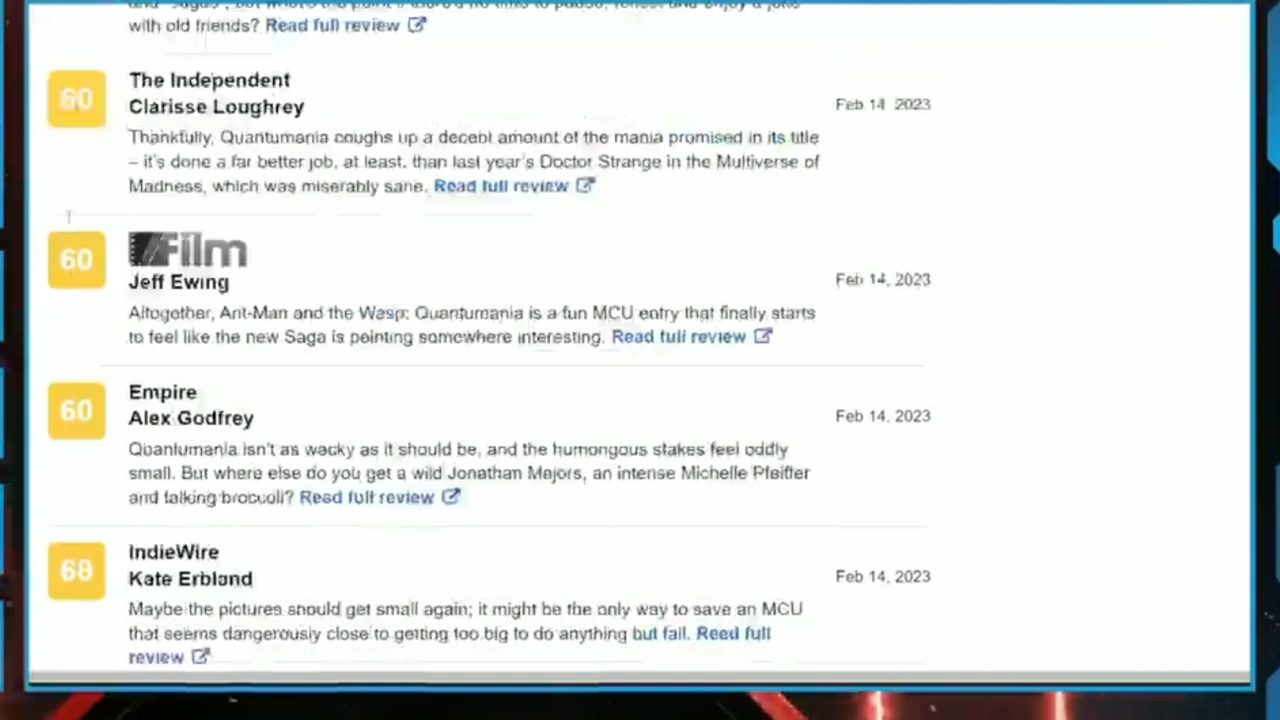 with old friends? Read full review
60
The Independent
Clarisse Loughrey
Feb 14 2023
Thankfully, Quantumania coughs up a decent amount of the mania promised in its title
– it's done a far better job, at least, than last year's Doctor Strange in the Multiverse of
Madness, which was miserably sane. Read full review
60
/Film
Jeff Ewing
Feb 14, 2023
Altogether, Ant-Man and the Wasp: Quantumania is a fun MCU entry that finally starts
to feel like the new Saga is pointing somewhere interesting. Read full review
60
Empire
Alex Godfrey
Feb 14, 2023
Quantumania isn't as wacky as it should be, and the humongous stakes feel oddly
small. But where else do you get a wild Jonathan Majors, an intense Michelle Pfeiffer
and talking broccoli? Read full review
IndieWire
Kate Erbland
Feb 14, 2023
Maybe the pictures should get small again; it might be the only way to save an MCU
that seems dangerously close to getting too big to do anything but fail. Read full
review